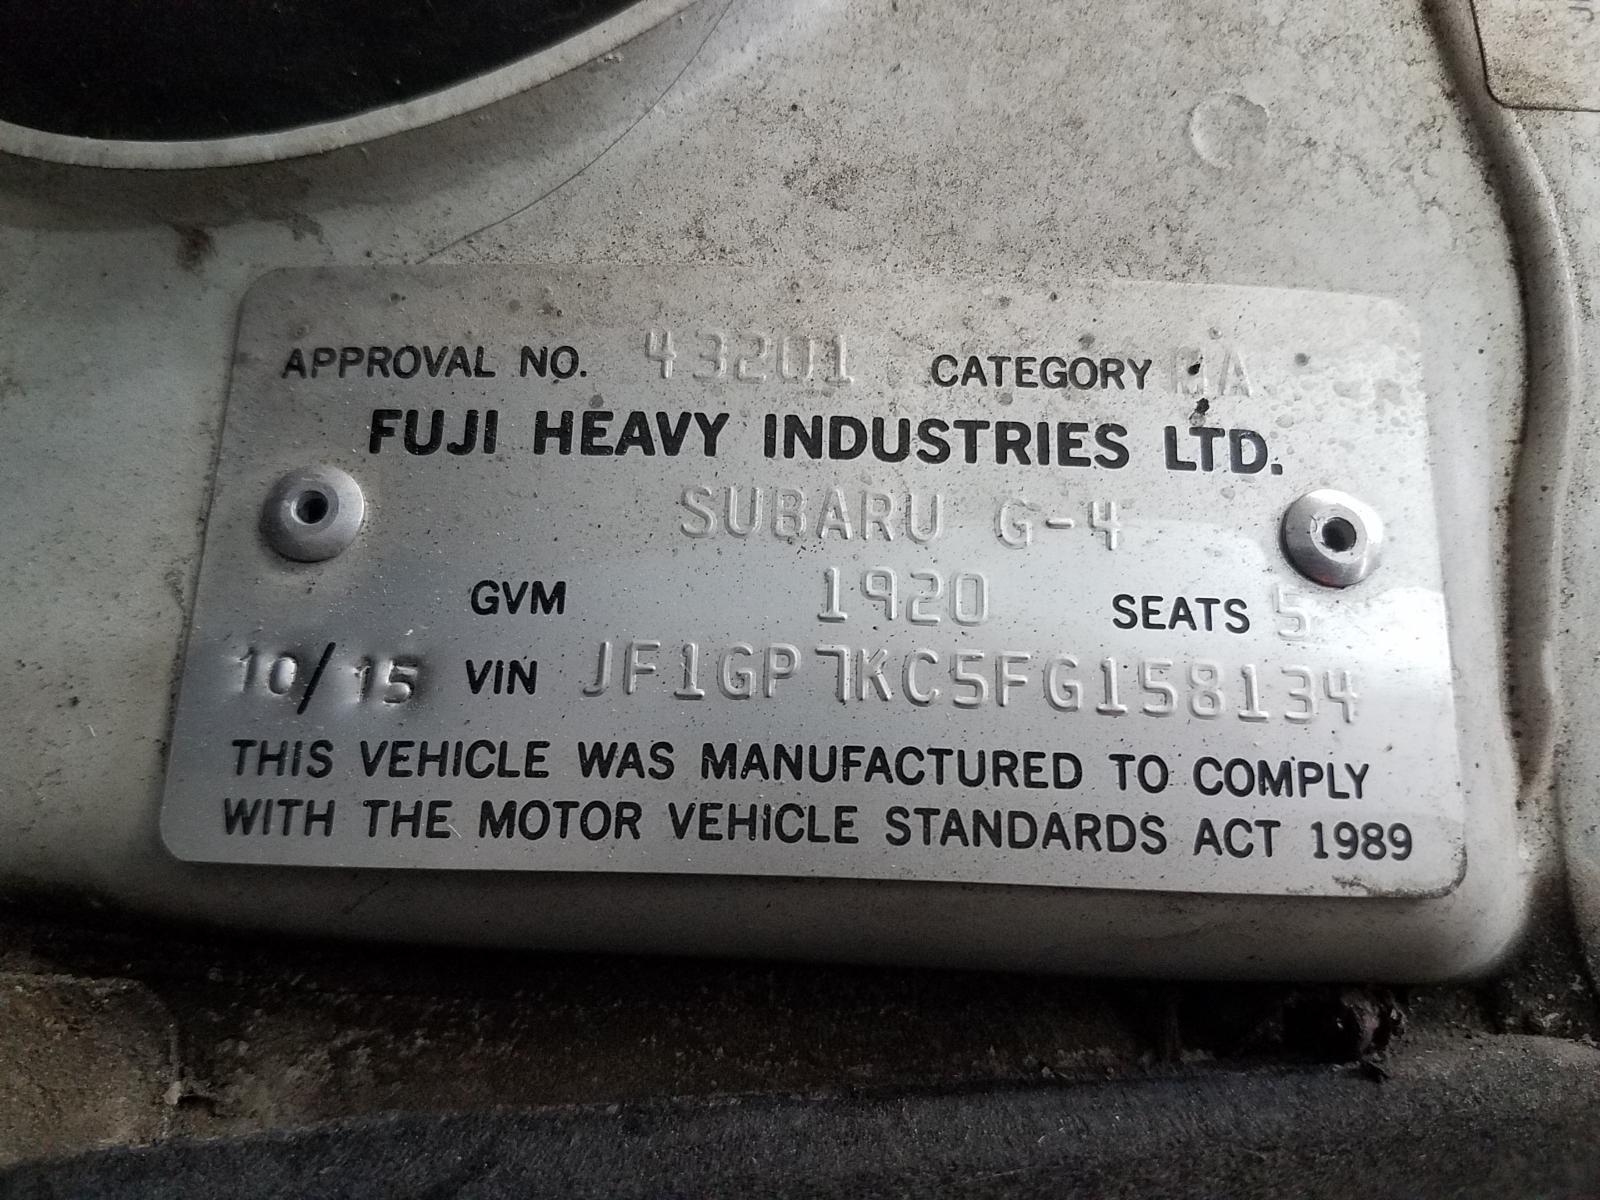 APPROVAL NO. 43201 CATEGORY MA
FUJI HEAVY INDUSTRIES LTD.
SUBARU G-4
GVM 1920 SEATS 5
10/15 VIN JF1GP7KC5FG158134
THIS VEHICLE WAS MANUFACTURED TO COMPLY
WITH THE MOTOR VEHICLE STANDARDS ACT 1989